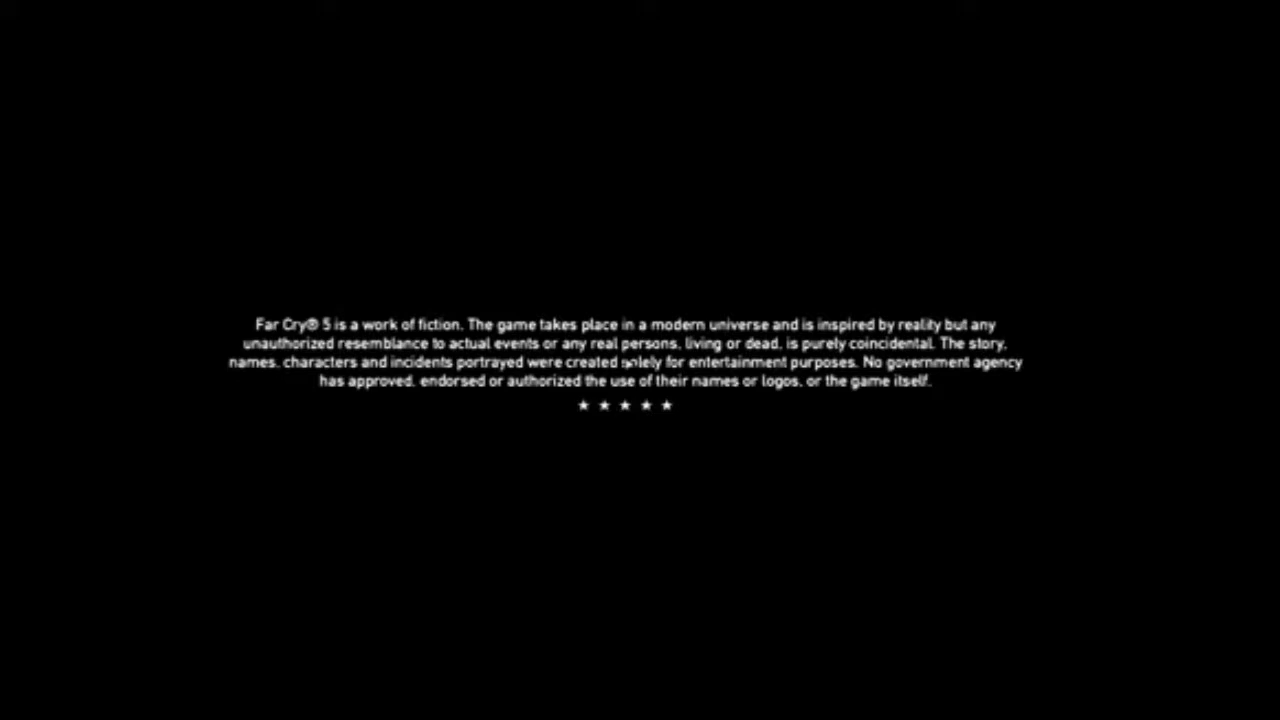 Far Cry® 5 is a work of fiction. The game takes place in a modern universe and is inspired by reality but any
unauthorized resemblance to actual events or any real persons, living or dead, is purely coincidental. The story,
names, characters and incidents portrayed were created solely for entertainment purposes. No government agency
has approved, endorsed or authorized the use of their names or logos, or the game itself.
★ ★ ★ ★ ★